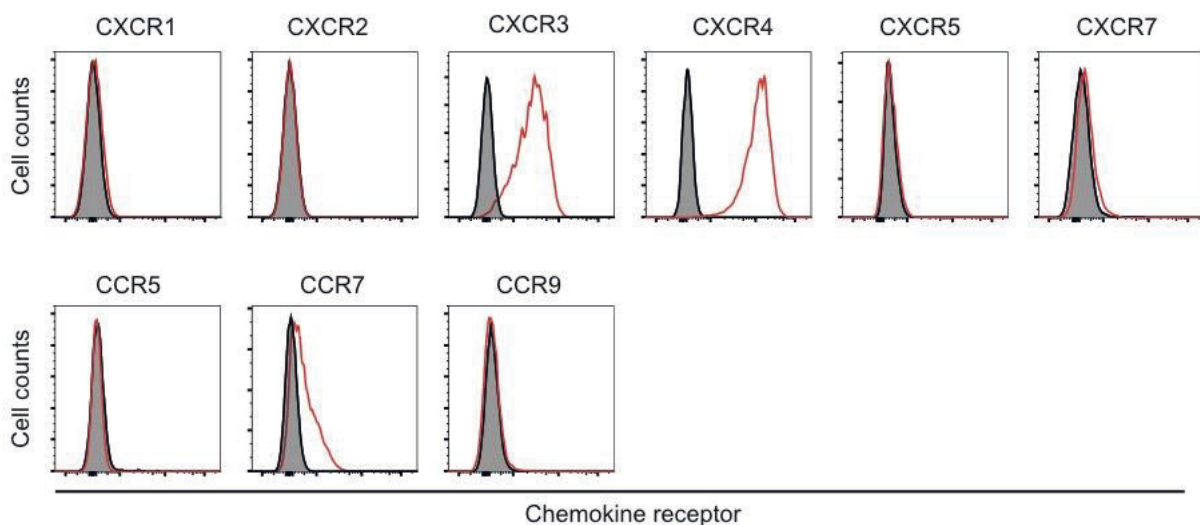 CXCR1 CXCR2 CXCR3 CXCR4 CXCR5 CXCR7
Cell counts
CCR5 CCR7 CCR9
Cell counts
Chemokine receptor